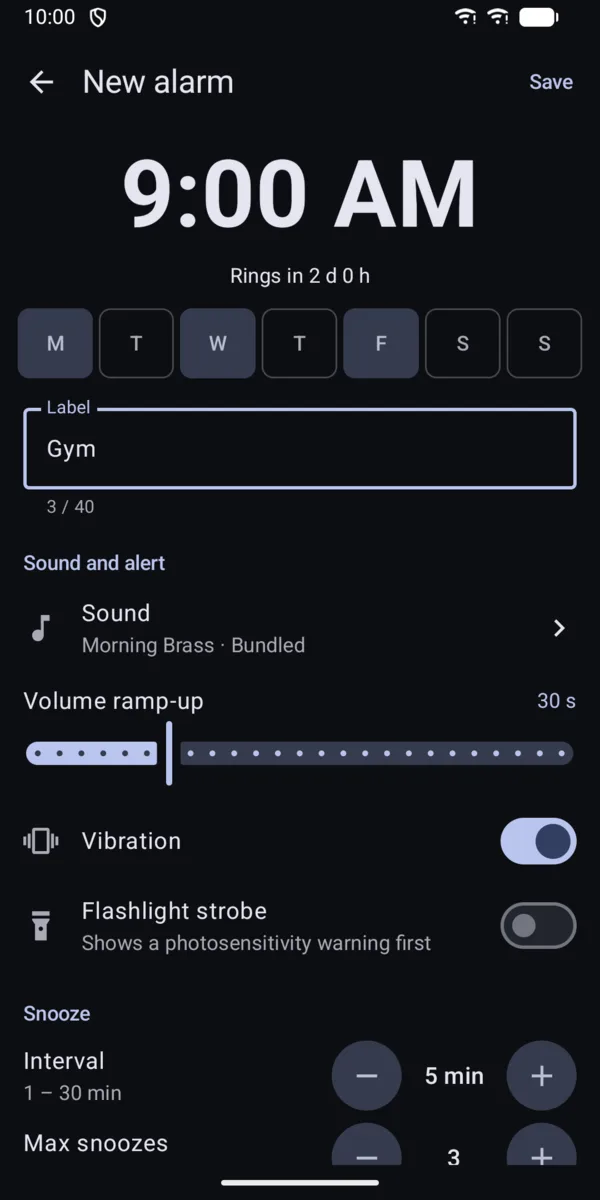 10:00
New alarm
Save
9:00 AM
Rings in 2 d 0 h
M T W T F S S
Label
Gym
3 / 40
Sound and alert
Sound
Morning Brass · Bundled
Volume ramp-up
30 s
Vibration
Flashlight strobe
Shows a photosensitivity warning first
Snooze
Interval
1 – 30 min
5 min
Max snoozes
3